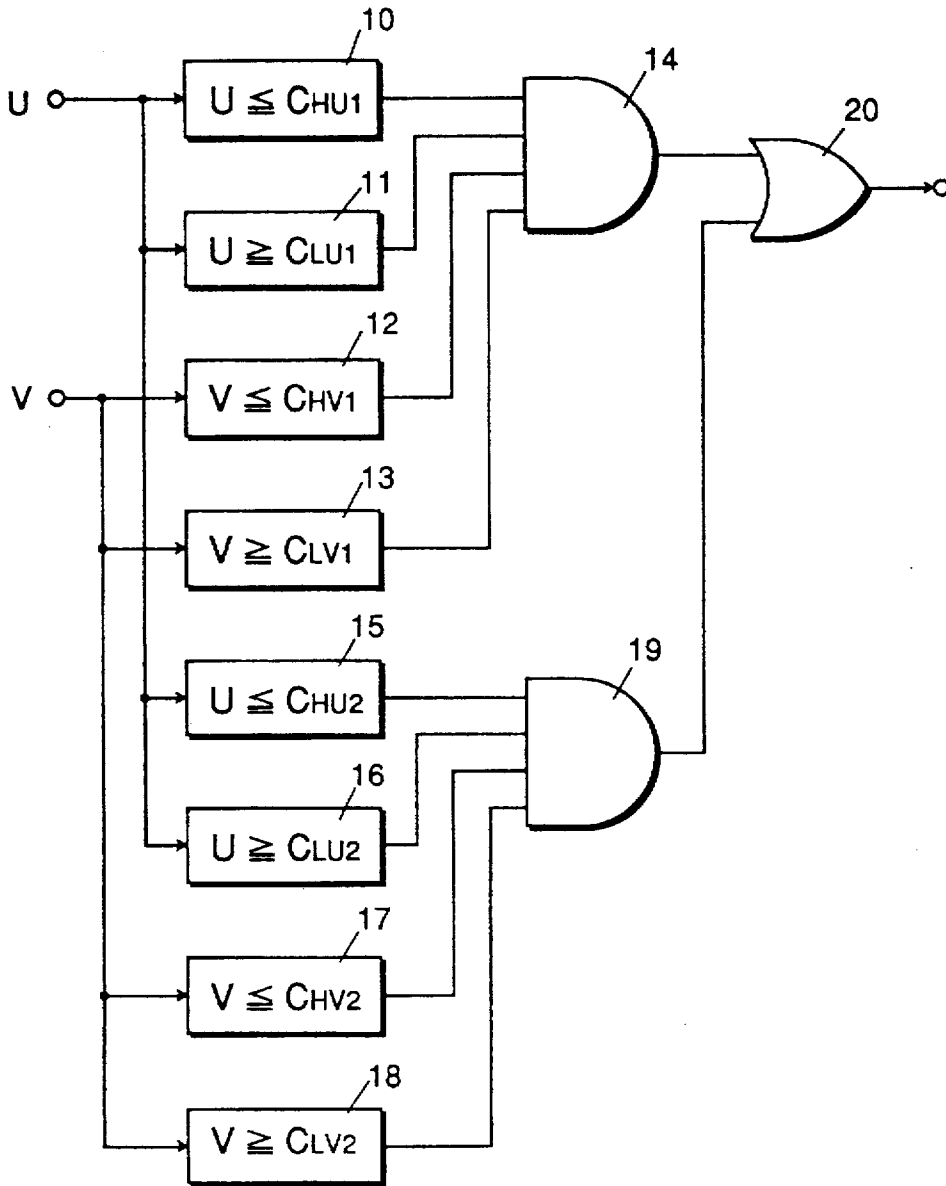 10
U ≦ CHU1
14
20
U
11
U ≧ CLU1
12
V ≦ CHV1
V
13
V ≧ CLV1
15
U ≦ CHU2
19
16
U ≧ CLU2
17
V ≦ CHV2
18
V ≧ CLV2